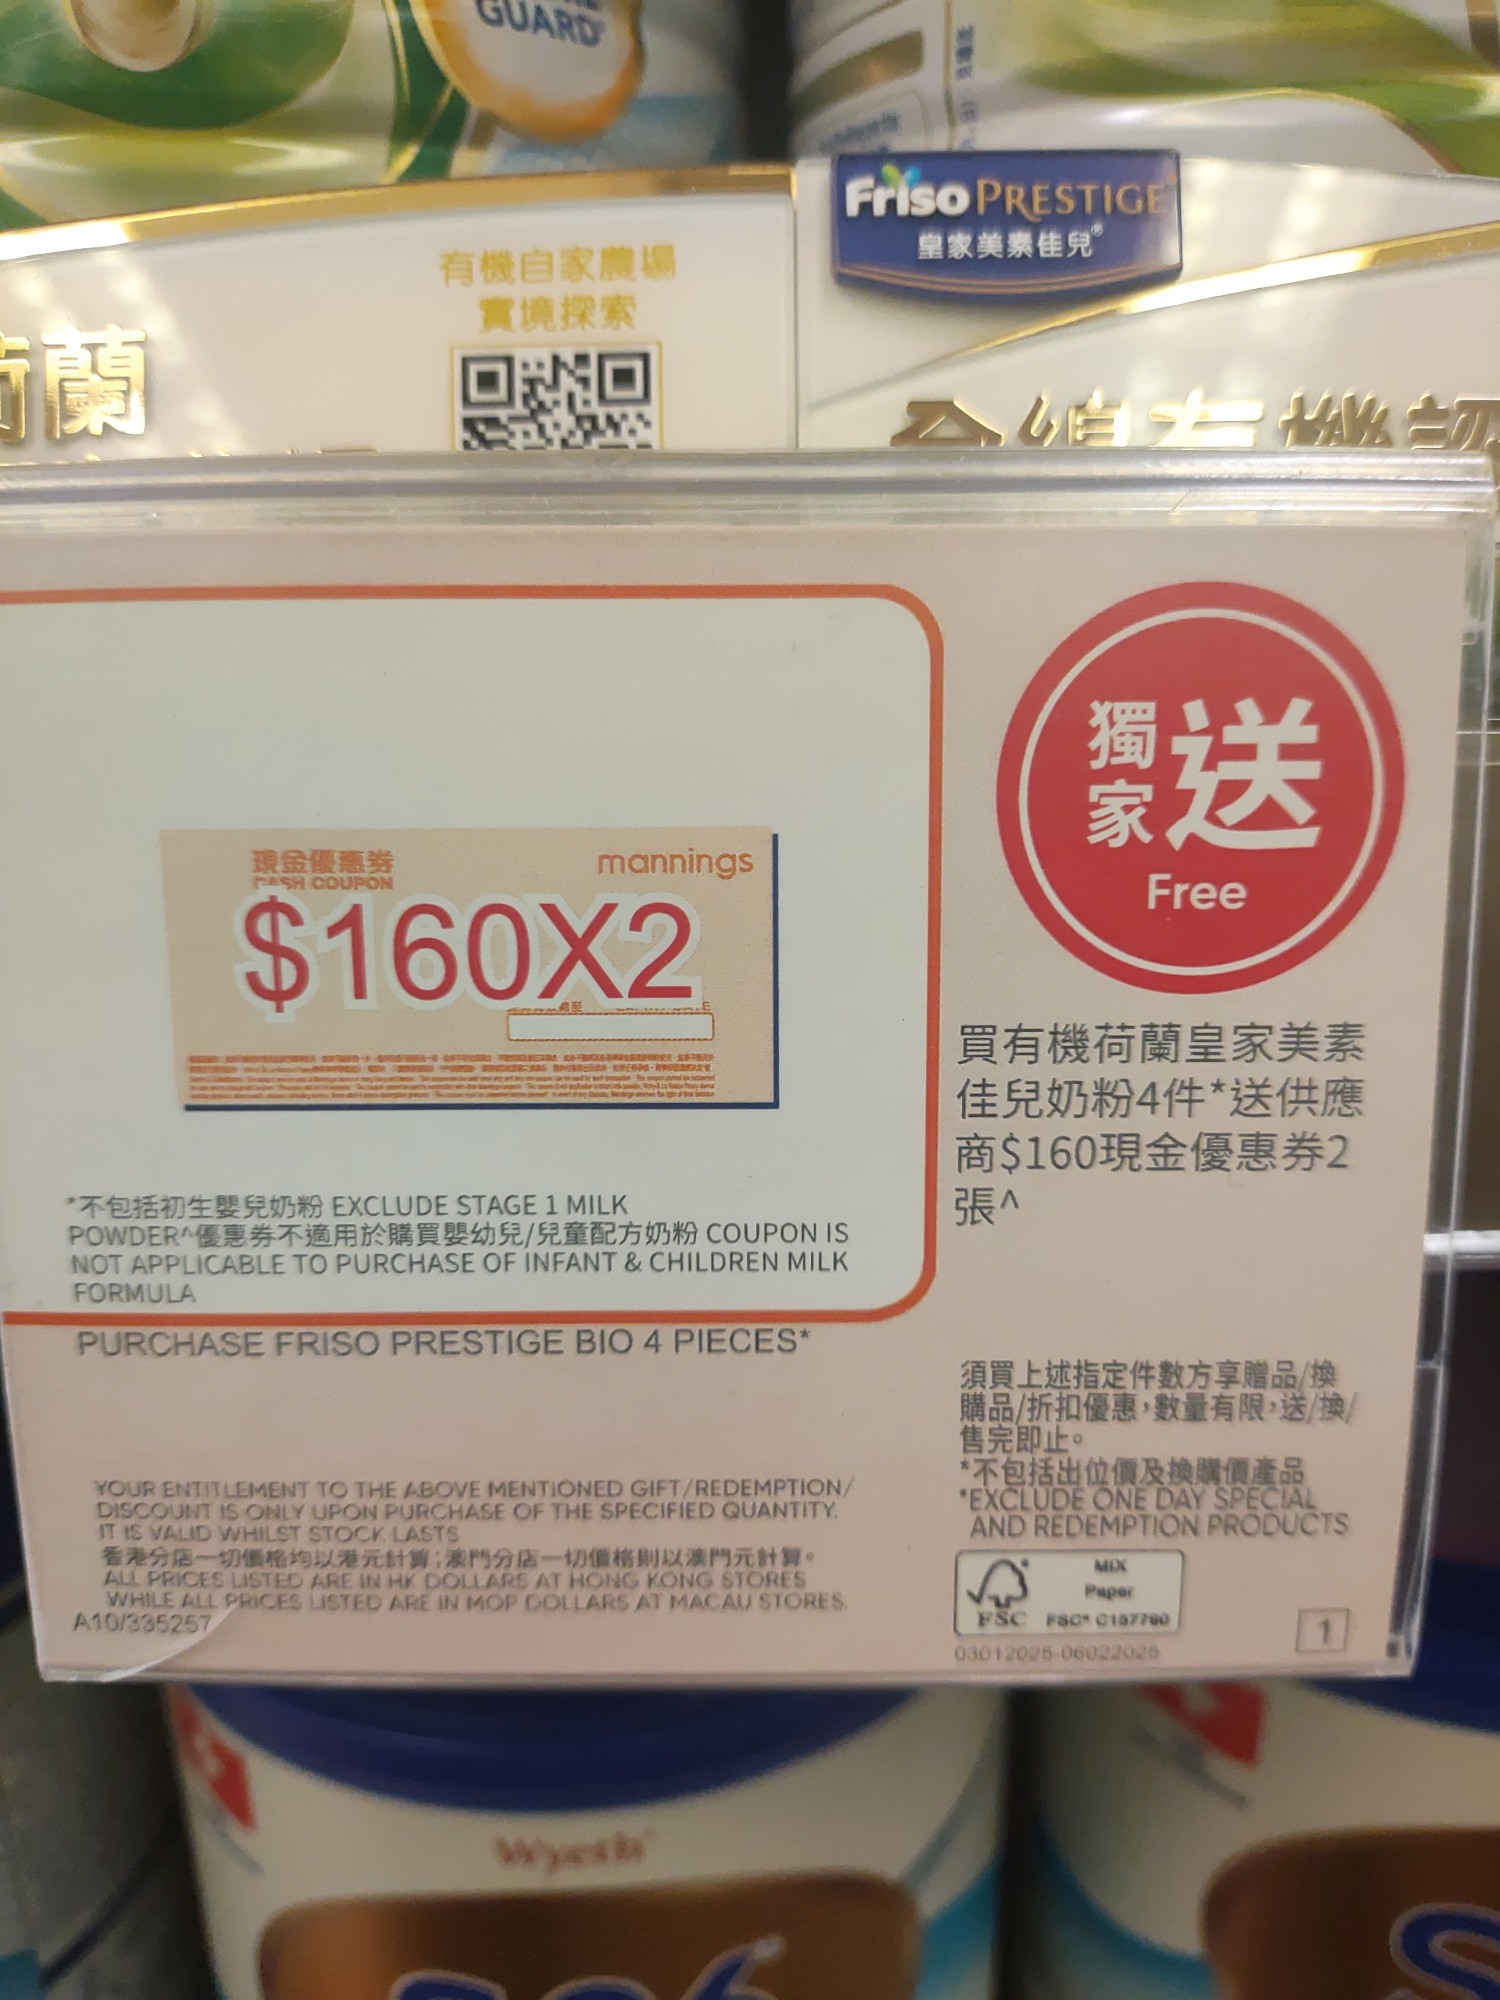 GUARD
Friso PRESTIGE
皇家美素佳兒®
有機自家農場
實境探索
荷蘭
獨家送
Free
現金優惠券
CASH COUPON
mannings
$160X2
買有機荷蘭皇家美素
佳兒奶粉4件*送供應
商$160現金優惠券2
張^
*不包括初生嬰兒奶粉 EXCLUDE STAGE 1 MILK
POWDER^優惠券不適用於購買嬰幼兒/兒童配方奶粉 COUPON IS
NOT APPLICABLE TO PURCHASE OF INFANT & CHILDREN MILK
FORMULA
PURCHASE FRISO PRESTIGE BIO 4 PIECES*
須買上述指定件數方享贈品/換
購品/折扣優惠，數量有限，送/換/
售完即止。
*不包括出位價及換購價產品
*EXCLUDE ONE DAY SPECIAL
AND REDEMPTION PRODUCTS
YOUR ENTITLEMENT TO THE ABOVE MENTIONED GIFT/REDEMPTION/
DISCOUNT IS ONLY UPON PURCHASE OF THE SPECIFIED QUANTITY.
IT IS VALID WHILST STOCK LASTS
香港分店一切價格均以港元計算；澳門分店一切價格則以澳門元計算。
ALL PRICES LISTED ARE IN HK DOLLARS AT HONG KONG STORES
WHILE ALL PRICES LISTED ARE IN MOP DOLLARS AT MACAU STORES.
A10/335257
FSC
MIX
Paper
FSC® C157790
03012025-06022025
1
Wyeth